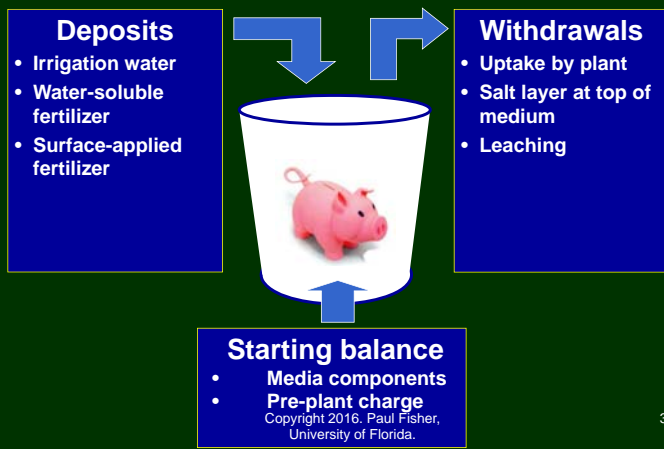 Deposits
• Irrigation water
• Water-soluble
fertilizer
• Surface-applied
fertilizer
Withdrawals
• Uptake by plant
• Salt layer at top of
medium
• Leaching
Starting balance
• Media components
• Pre-plant charge
Copyright 2016. Paul Fisher,
University of Florida.
3